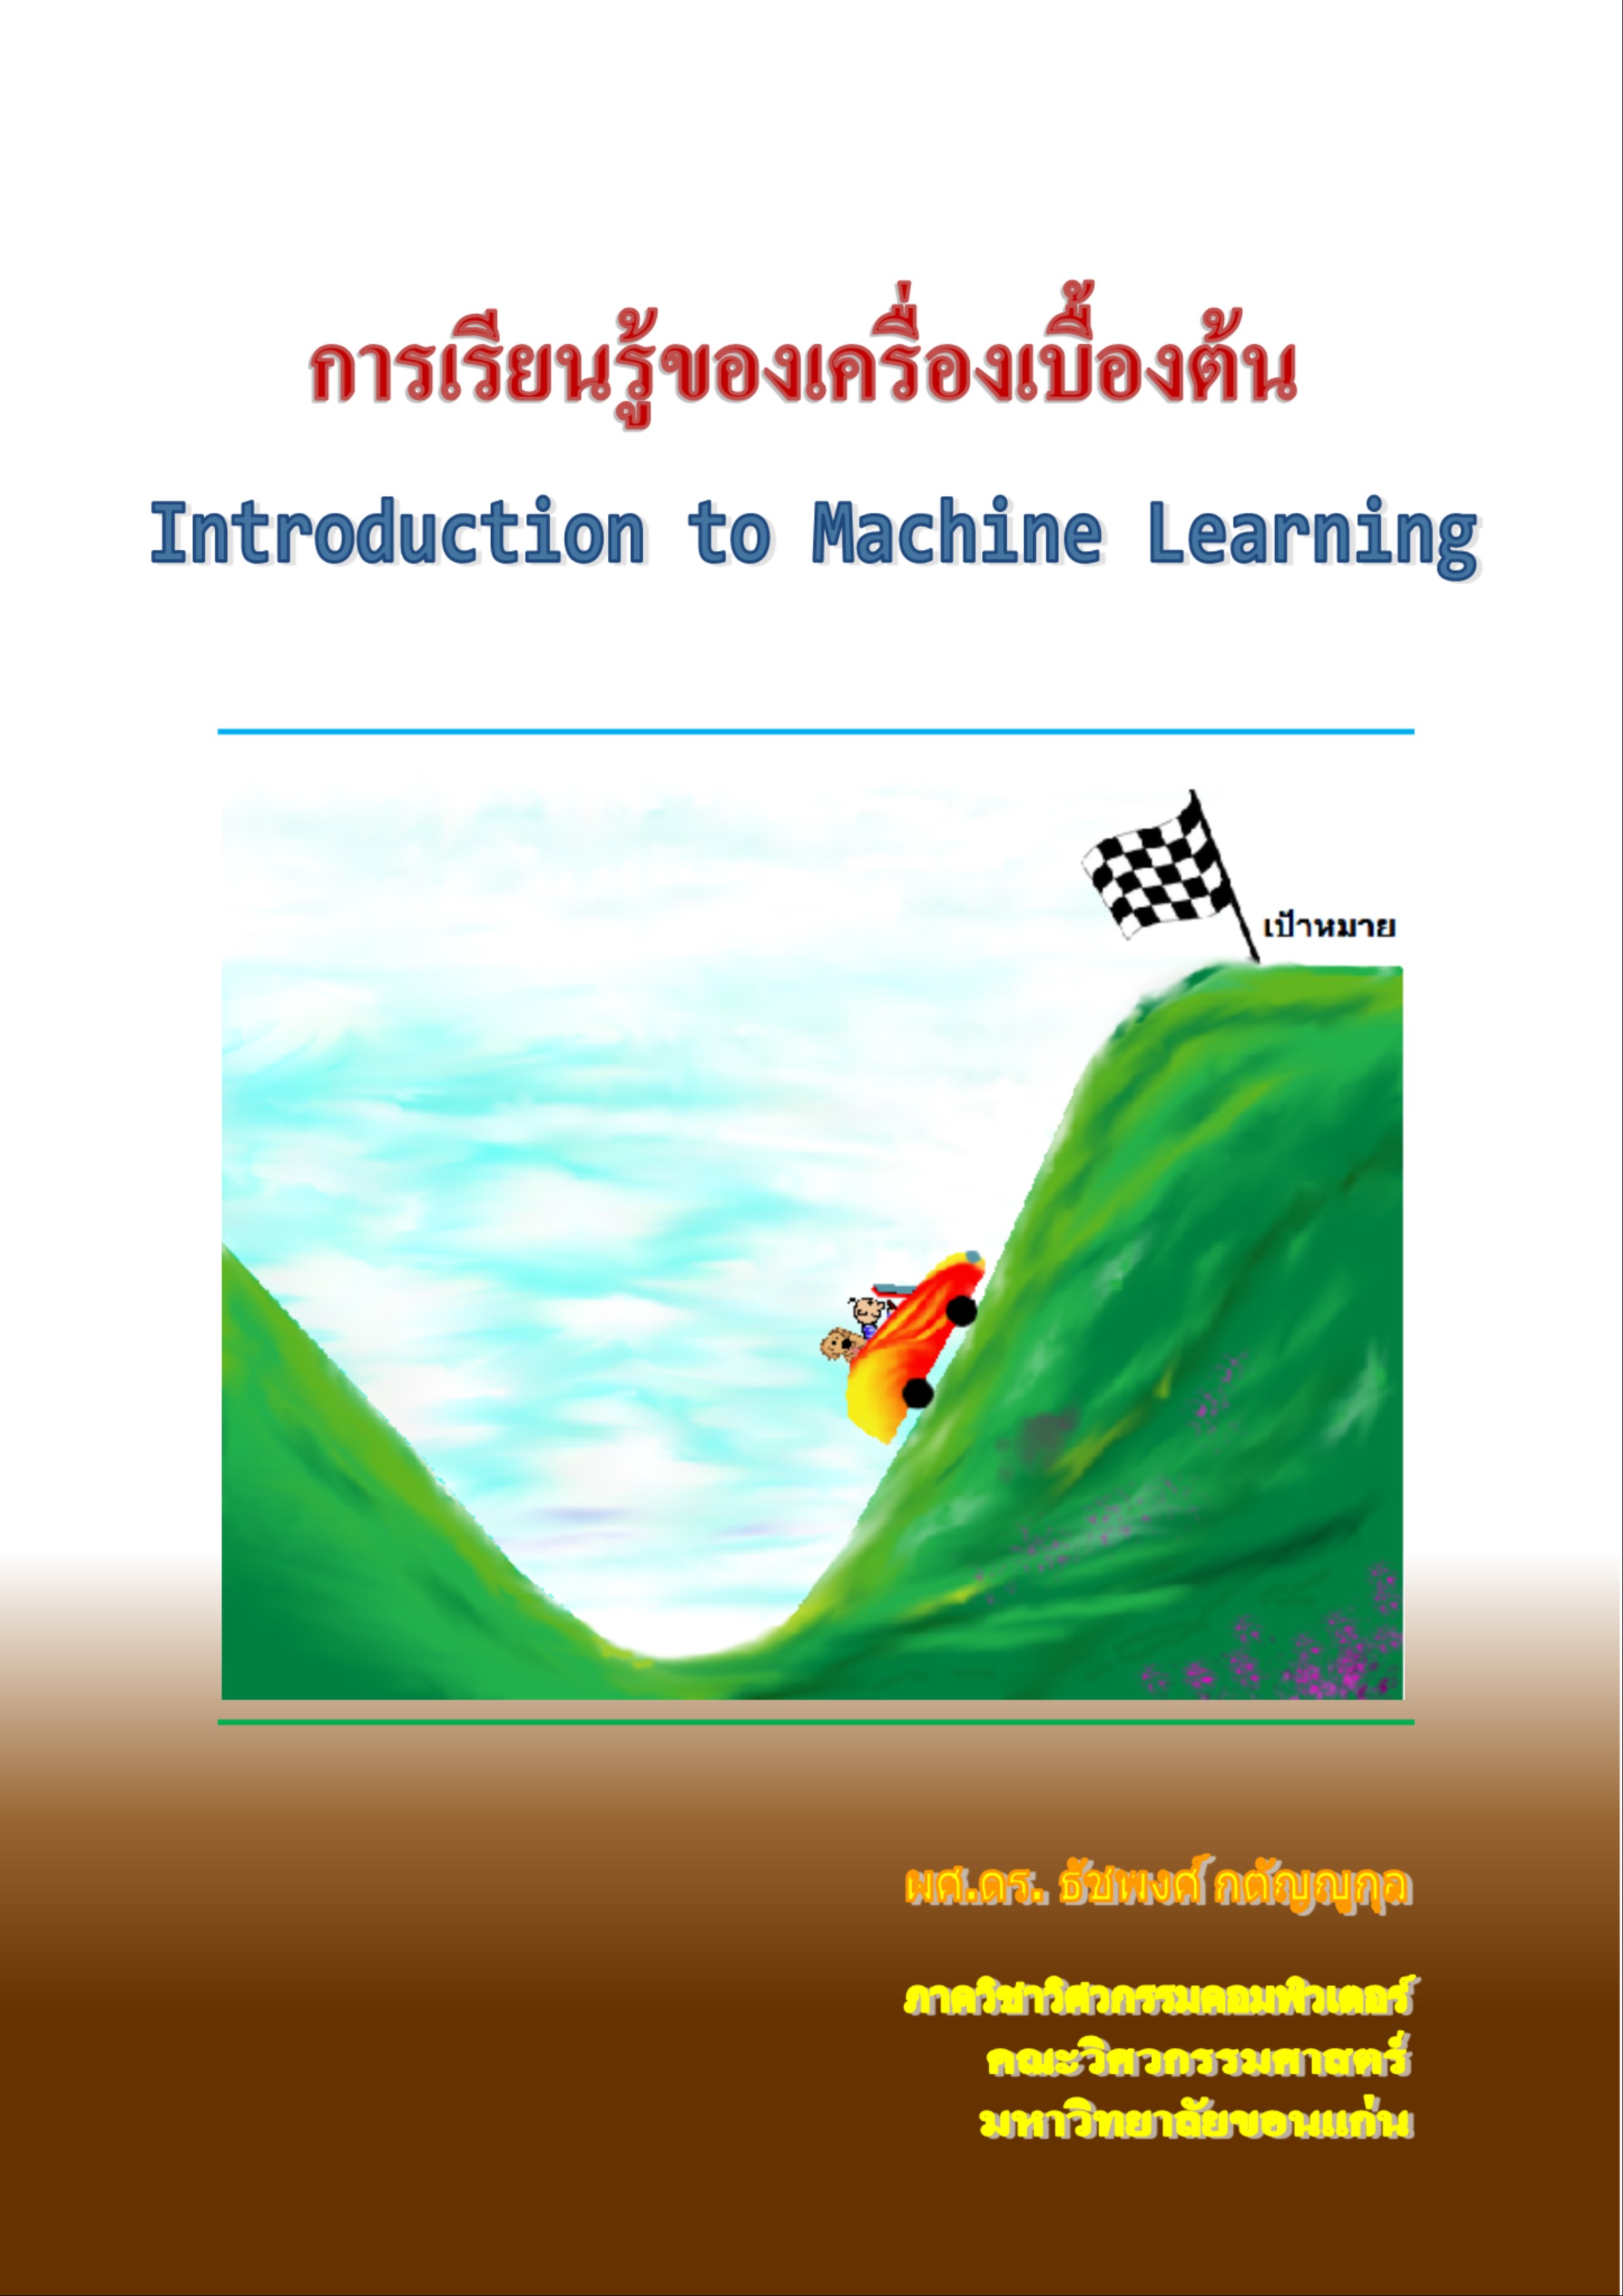 การเรียนรู้ของเครื่องเบื้องต้น
Introduction to Machine Learning
เป้าหมาย
ผศ.ดร. ธัชพงศ์ กตัญญกุล
ภาควิชาวิศวกรรมคอมพิวเตอร์
คณะวิศวกรรมศาสตร์
มหาวิทยาลัยขอนแก่น